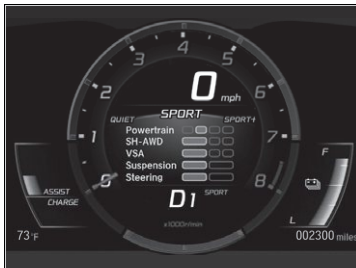 4
3
5
2
6
0 mph
SPORT
QUIET
SPORT+
1
Powertrain
SH-AWD
VSA
Suspension
Steering
7
8
F
L
ASSIST
CHARGE
D1 SPORT
x1000r/min
73°F
002300 miles